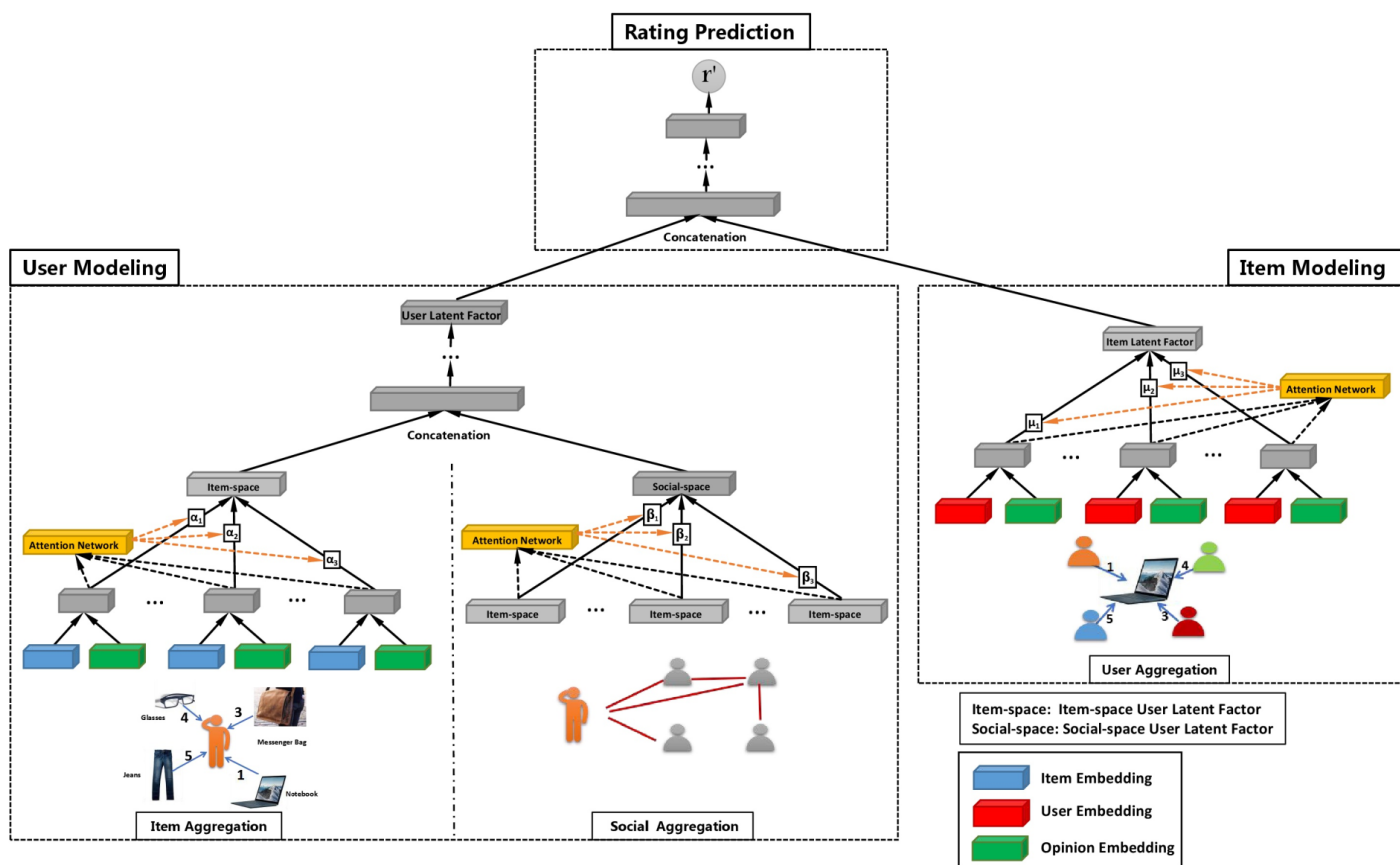 Rating Prediction
r'
...
Concatenation
User Modeling
User Latent Factor
...
Concatenation
Item-space
α1
α2
α3
Attention Network
... ...
Glasses
4
3
Messenger Bag
Jeans
5
1
Notebook
Item Aggregation
Social-space
β1
β2
β3
Attention Network
Item-space ... Item-space ... Item-space
Social Aggregation
Item Modeling
Item Latent Factor
μ3
μ2
μ1
Attention Network
... ...
1
4
5
3
User Aggregation
Item-space: Item-space User Latent Factor
Social-space: Social-space User Latent Factor
Item Embedding
User Embedding
Opinion Embedding